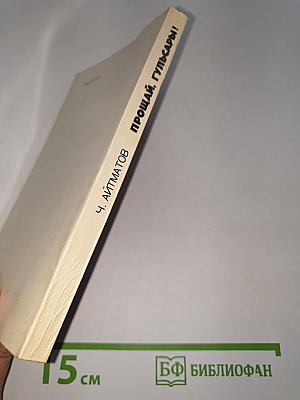 Ч. АЙТМАТОВ ПРОЩАЙ, ГУЛЬСАРЫ!
15 см
БФ БИБЛИОФАН